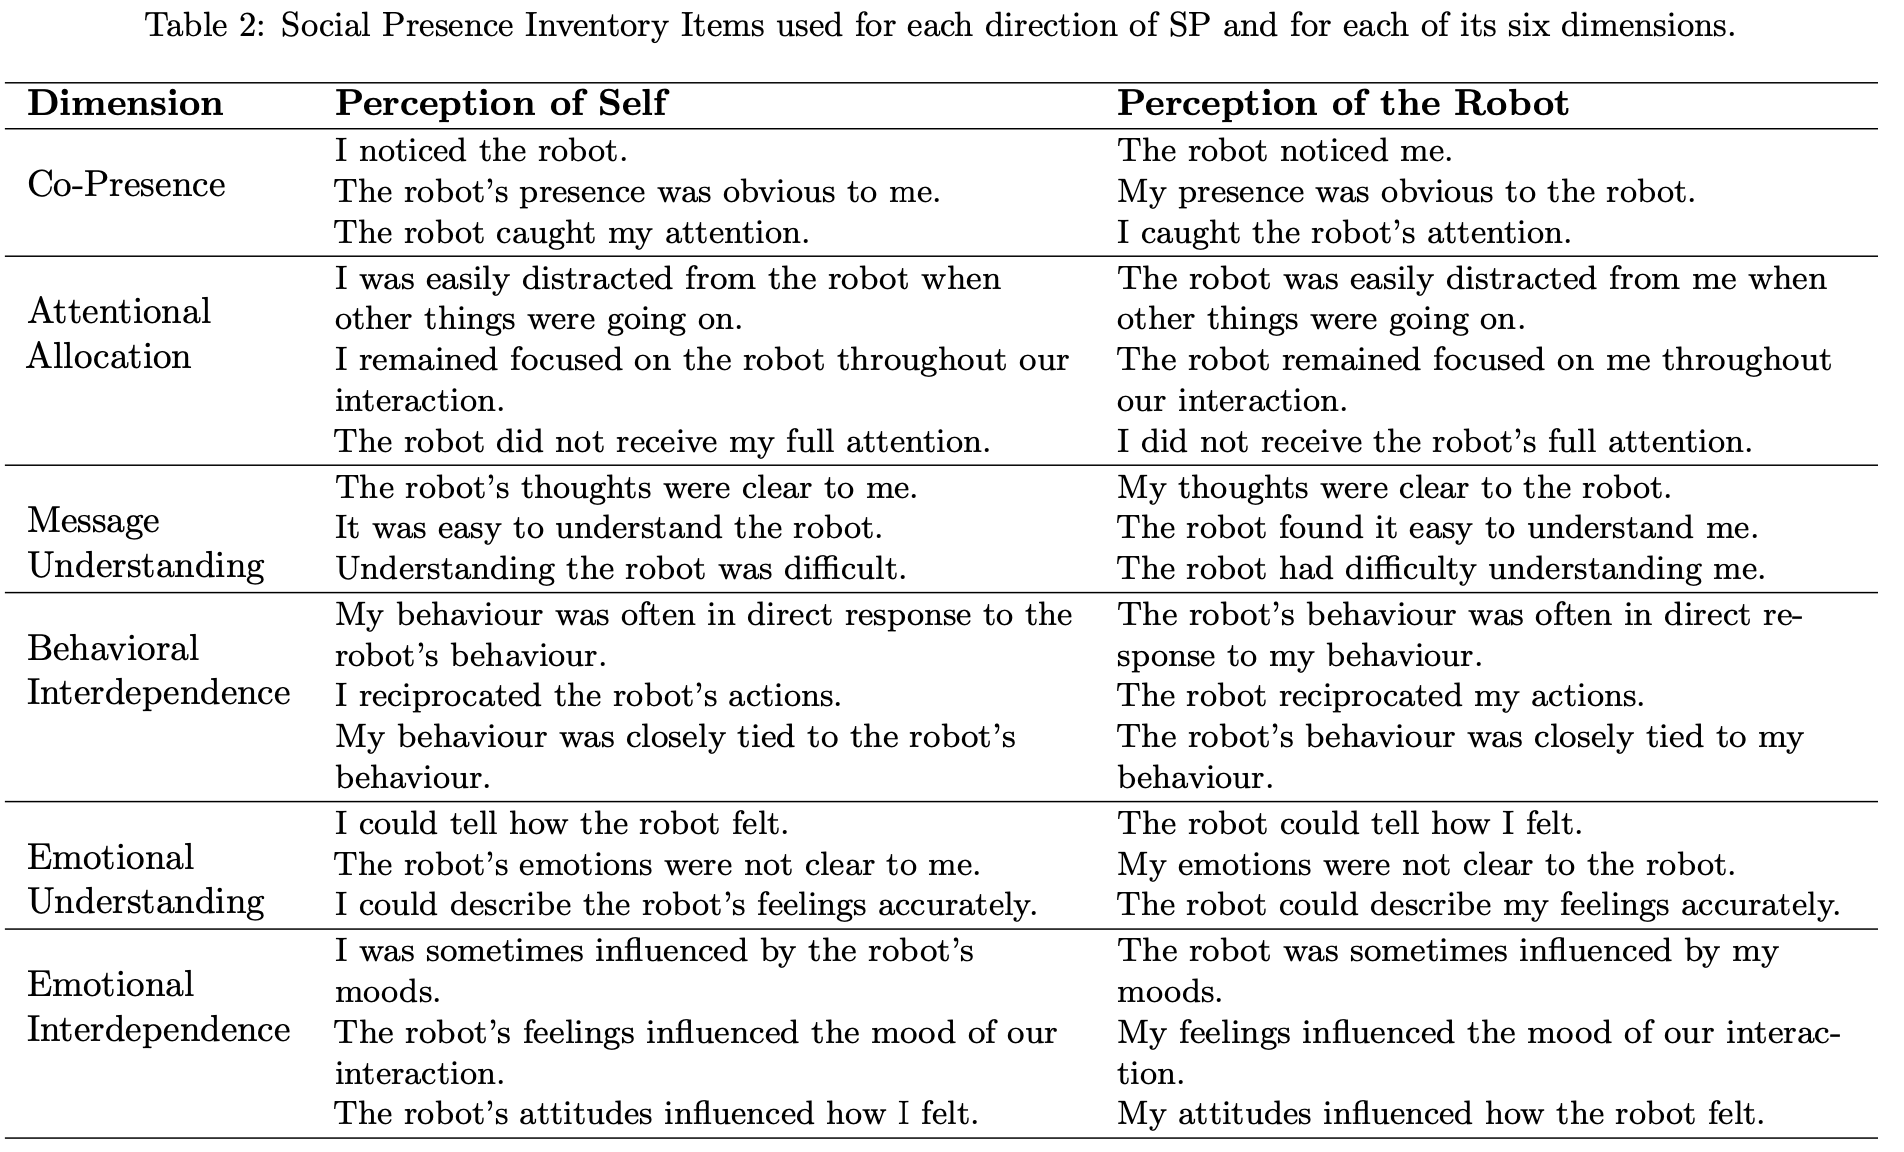 Table 2: Social Presence Inventory Items used for each direction of SP and for each of its six dimensions.
Dimension Perception of Self Perception of the Robot
Co-Presence
I noticed the robot.
The robot's presence was obvious to me.
The robot caught my attention.
The robot noticed me.
My presence was obvious to the robot.
I caught the robot's attention.
Attentional
Allocation
I was easily distracted from the robot when
other things were going on.
I remained focused on the robot throughout our
interaction.
The robot did not receive my full attention.
The robot was easily distracted from me when
other things were going on.
The robot remained focused on me throughout
our interaction.
I did not receive the robot's full attention.
Message
Understanding
The robot's thoughts were clear to me.
It was easy to understand the robot.
Understanding the robot was difficult.
My thoughts were clear to the robot.
The robot found it easy to understand me.
The robot had difficulty understanding me.
Behavioral
Interdependence
My behaviour was often in direct response to the
robot's behaviour.
I reciprocated the robot's actions.
My behaviour was closely tied to the robot's
behaviour.
The robot's behaviour was often in direct re-
sponse to my behaviour.
The robot reciprocated my actions.
The robot's behaviour was closely tied to my
behaviour.
Emotional
Understanding
I could tell how the robot felt.
The robot's emotions were not clear to me.
I could describe the robot's feelings accurately.
The robot could tell how I felt.
My emotions were not clear to the robot.
The robot could describe my feelings accurately.
Emotional
Interdependence
I was sometimes influenced by the robot's
moods.
The robot's feelings influenced the mood of our
interaction.
The robot's attitudes influenced how I felt.
The robot was sometimes influenced by my
moods.
My feelings influenced the mood of our interac-
tion.
My attitudes influenced how the robot felt.